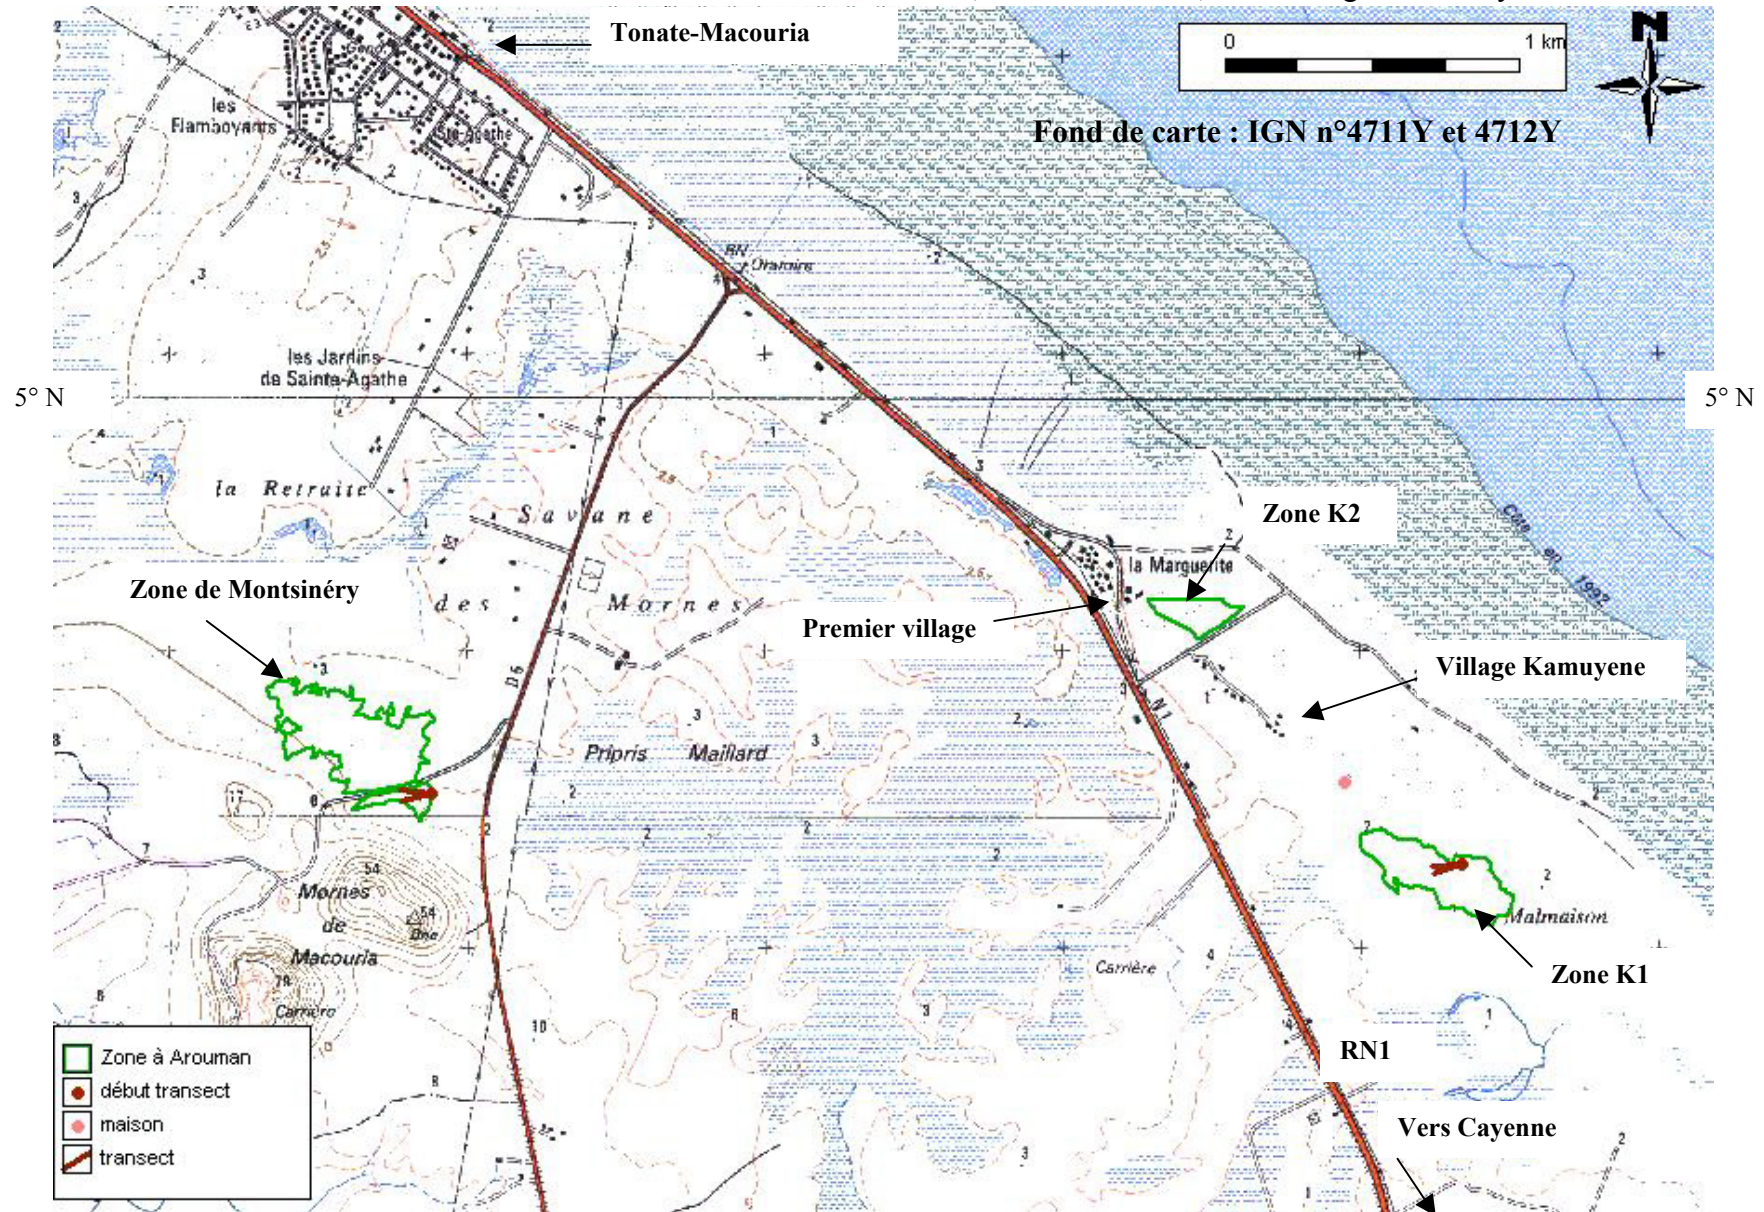 Tonate-Macouria
0 1 km
N
Fond de carte : IGN n°4711Y et 4712Y
les
Flamboyants
Ste-Agathe
RN
Oratoire
les Jardins
de Sainte-Agathe
5° N
5° N
la Retraite
Savane
des Mornes
Zone K2
Côte en 1992
la Marguerite
Zone de Montsinéry
Premier village
Village Kamuyene
D5
N1
Pripris Maillard
Mornes
de
Macouria
Carrière
Malmaison
Carrière
Zone K1
RN1
Vers Cayenne
Zone à Arouman
début transect
maison
transect